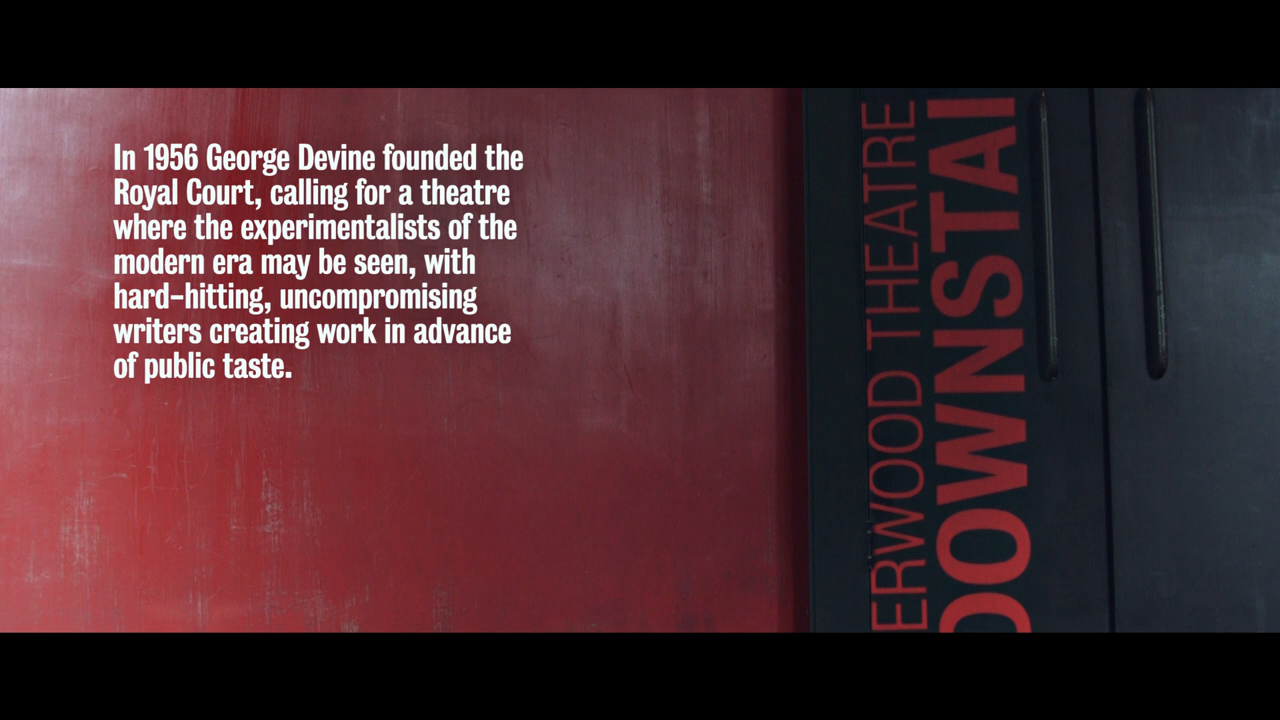 In 1956 George Devine founded the
Royal Court, calling for a theatre
where the experimentalists of the
modern era may be seen, with
hard-hitting, uncompromising
writers creating work in advance
of public taste.
ERWOOD THEATRE
DOWNSTAI